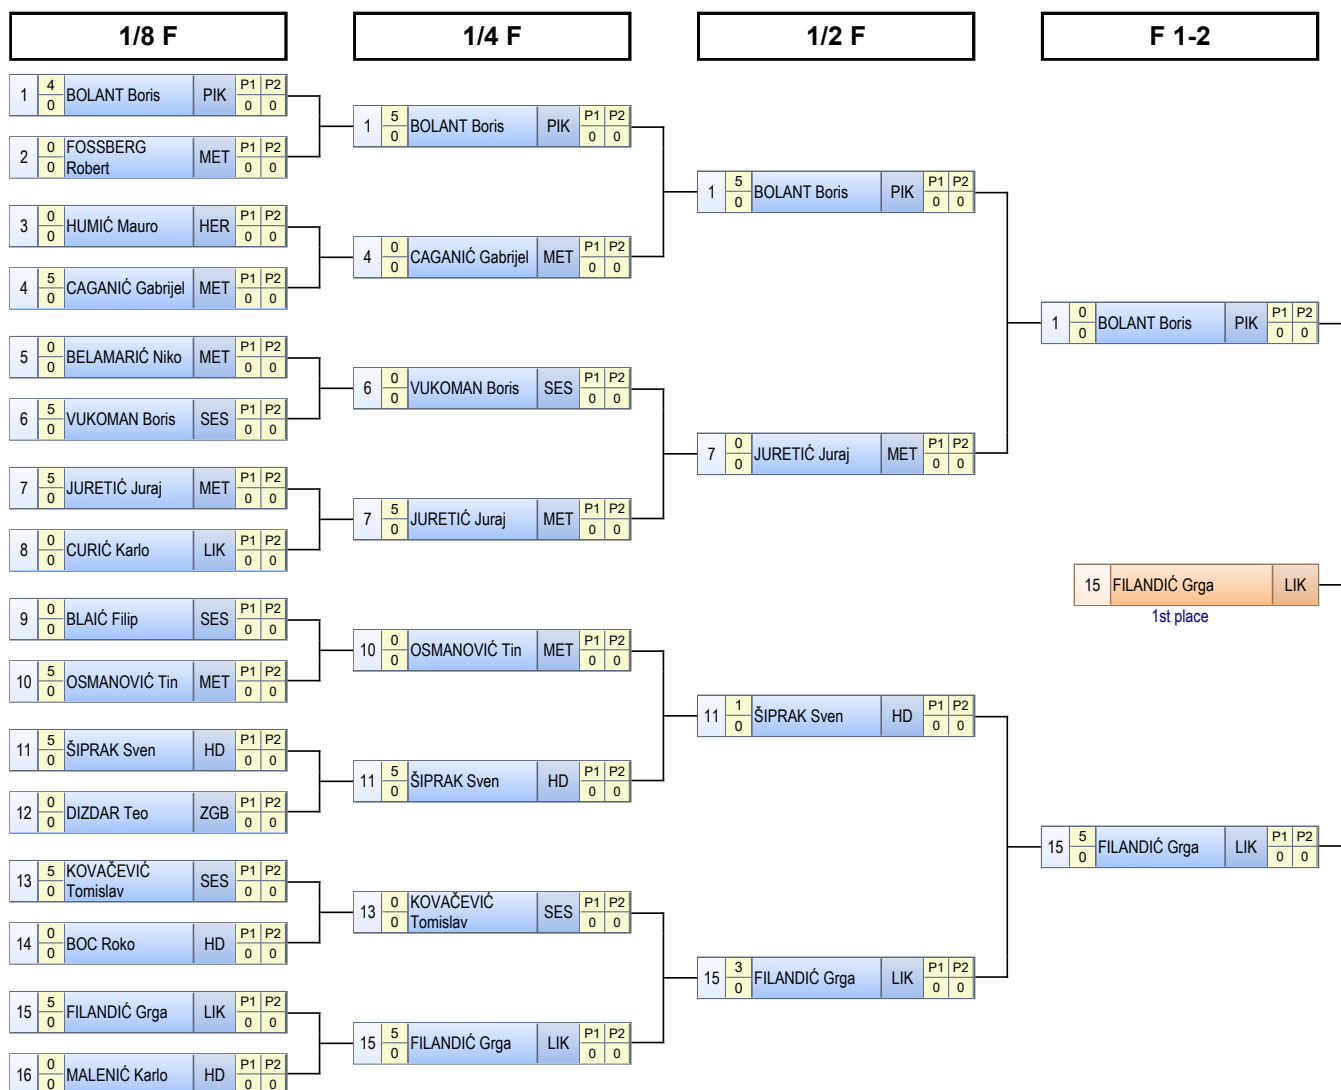 1/8 F
1/4 F
1/2 F
F 1-2
1 4 0 BOLANT Boris PIK P1 P2 0 0
2 0 0 FOSSBERG
Robert MET P1 P2 0 0
3 0 0 HUMIĆ Mauro HER P1 P2 0 0
4 5 0 CAGANIĆ Gabrijel MET P1 P2 0 0
5 0 0 BELAMARIĆ Niko MET P1 P2 0 0
6 5 0 VUKOMAN Boris SES P1 P2 0 0
7 5 0 JURETIĆ Juraj MET P1 P2 0 0
8 0 0 CURIĆ Karlo LIK P1 P2 0 0
9 0 0 BLAIĆ Filip SES P1 P2 0 0
10 5 0 OSMANOVIĆ Tin MET P1 P2 0 0
11 5 0 ŠIPRAK Sven HD P1 P2 0 0
12 0 0 DIZDAR Teo ZGB P1 P2 0 0
13 5 0 KOVAČEVIĆ
Tomislav SES P1 P2 0 0
14 0 0 BOC Roko HD P1 P2 0 0
15 5 0 FILANDIĆ Grga LIK P1 P2 0 0
16 0 0 MALENIĆ Karlo HD P1 P2 0 0
1 5 0 BOLANT Boris PIK P1 P2 0 0
4 0 0 CAGANIĆ Gabrijel MET P1 P2 0 0
6 0 0 VUKOMAN Boris SES P1 P2 0 0
7 5 0 JURETIĆ Juraj MET P1 P2 0 0
10 0 0 OSMANOVIĆ Tin MET P1 P2 0 0
11 5 0 ŠIPRAK Sven HD P1 P2 0 0
13 0 0 KOVAČEVIĆ
Tomislav SES P1 P2 0 0
15 5 0 FILANDIĆ Grga LIK P1 P2 0 0
1 5 0 BOLANT Boris PIK P1 P2 0 0
7 0 0 JURETIĆ Juraj MET P1 P2 0 0
11 1 0 ŠIPRAK Sven HD P1 P2 0 0
15 3 0 FILANDIĆ Grga LIK P1 P2 0 0
1 0 0 BOLANT Boris PIK P1 P2 0 0
15 FILANDIĆ Grga LIK
1st place
15 5 0 FILANDIĆ Grga LIK P1 P2 0 0